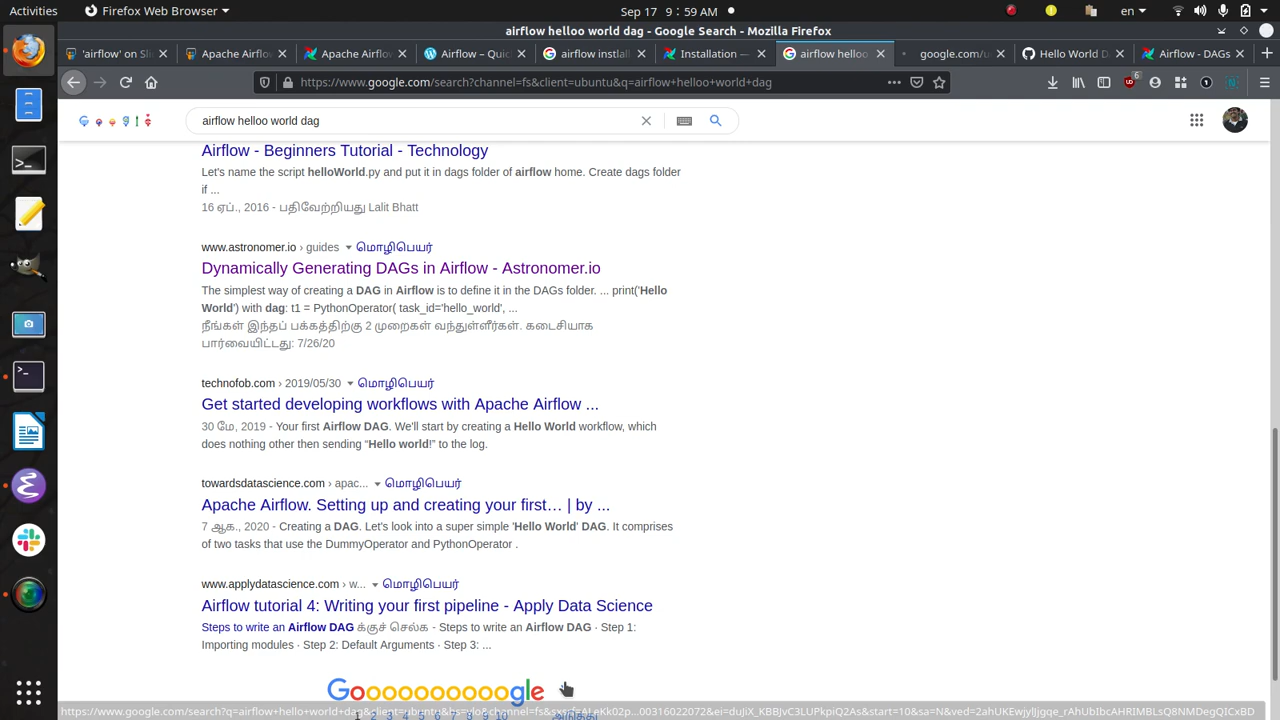 Activities Firefox Web Browser Sep 17 9:59 AM en
airflow helloo world dag - Google Search - Mozilla Firefox
airflow' on Sli Apache Airflo Apache Airflo Airflow – Quic airflow instlal Installation — airflow helloo google.com/u Hello World D Airflow - DAGs
https://www.google.com/search?channel=fs&client=ubuntu&q=airflow+helloo+world+dag 6
airflow helloo world dag
Airflow - Beginners Tutorial - Technology
Let's name the script helloWorld.py and put it in dags folder of airflow home. Create dags folder
if ...
16 ஏப்., 2016 - பதிவேற்றியது Lalit Bhatt
www.astronomer.io › guides மொழிபெயர்
Dynamically Generating DAGs in Airflow - Astronomer.io
The simplest way of creating a DAG in Airflow is to define it in the DAGs folder. ... print('Hello
World') with dag: t1 = PythonOperator( task_id='hello_world', ...
நீங்கள் இந்தப் பக்கத்திற்கு 2 முறைகள் வந்துள்ளீர்கள். கடைசியாக
பார்வையிட்டது: 7/26/20
technofob.com › 2019/05/30 மொழிபெயர்
Get started developing workflows with Apache Airflow ...
30 மே, 2019 - Your first Airflow DAG. We'll start by creating a Hello World workflow, which
does nothing other then sending “Hello world!” to the log.
towardsdatascience.com › apac... மொழிபெயர்
Apache Airflow. Setting up and creating your first… | by ...
7 ஆக., 2020 - Creating a DAG. Let's look into a super simple 'Hello World' DAG. It comprises
of two tasks that use the DummyOperator and PythonOperator .
www.applydatascience.com › w... மொழிபெயர்
Airflow tutorial 4: Writing your first pipeline - Apply Data Science
Steps to write an Airflow DAG க்குச் செல்க - Steps to write an Airflow DAG · Step 1:
Importing modules · Step 2: Default Arguments · Step 3: ...
Goooooooooogle